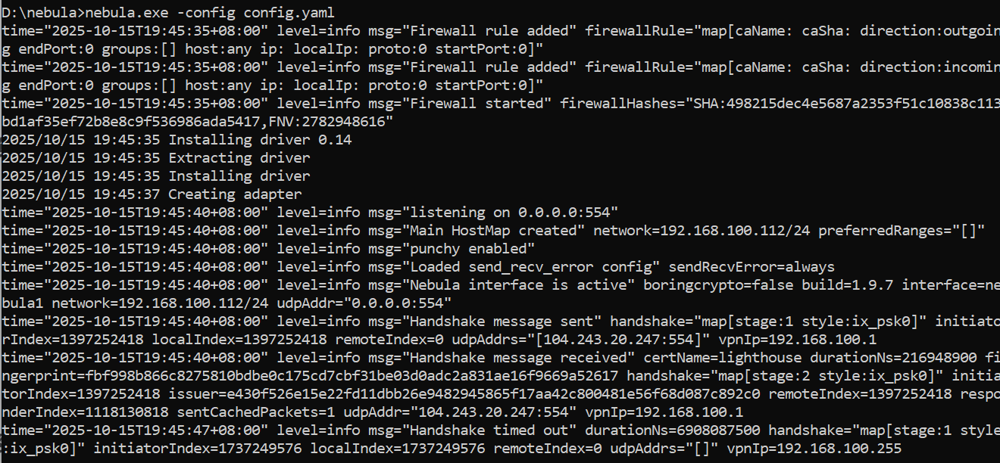 D:\nebula>nebula.exe -config config.yaml
time="2025-10-15T19:45:35+08:00" level=info msg="Firewall rule added" firewallRule="map[caName: caSha: direction:outgoin
g endPort:0 groups:[] host:any ip: localIp: proto:0 startPort:0]"
time="2025-10-15T19:45:35+08:00" level=info msg="Firewall rule added" firewallRule="map[caName: caSha: direction:incomin
g endPort:0 groups:[] host:any ip: localIp: proto:0 startPort:0]"
time="2025-10-15T19:45:35+08:00" level=info msg="Firewall started" firewallHashes="SHA:498215dec4e5687a2353f51c10838c113
bd1af35ef72b8e8c9f536986ada5417,FNV:2782948616"
2025/10/15 19:45:35 Installing driver 0.14
2025/10/15 19:45:35 Extracting driver
2025/10/15 19:45:35 Installing driver
2025/10/15 19:45:37 Creating adapter
time="2025-10-15T19:45:40+08:00" level=info msg="listening on 0.0.0.0:554"
time="2025-10-15T19:45:40+08:00" level=info msg="Main HostMap created" network=192.168.100.112/24 preferredRanges="[]"
time="2025-10-15T19:45:40+08:00" level=info msg="punchy enabled"
time="2025-10-15T19:45:40+08:00" level=info msg="Loaded send_recv_error config" sendRecvError=always
time="2025-10-15T19:45:40+08:00" level=info msg="Nebula interface is active" boringcrypto=false build=1.9.7 interface=ne
bula1 network=192.168.100.112/24 udpAddr="0.0.0.0:554"
time="2025-10-15T19:45:40+08:00" level=info msg="Handshake message sent" handshake="map[stage:1 style:ix_psk0]" initiato
rIndex=1397252418 localIndex=1397252418 remoteIndex=0 udpAddrs="[104.243.20.247:554]" vpnIp=192.168.100.1
time="2025-10-15T19:45:40+08:00" level=info msg="Handshake message received" certName=lighthouse durationNs=216948900 fi
ngerprint=fbf998b866c8275810bdbe0c175cd7cbf31be03d0adc2a831ae16f9669a52617 handshake="map[stage:2 style:ix_psk0]" initia
torIndex=1397252418 issuer=e430f526e15e22fd11dbb26e9482945865f17aa42c800481e56f68d087c892c0 remoteIndex=1397252418 respo
nderIndex=1118130818 sentCachedPackets=1 udpAddr="104.243.20.247:554" vpnIp=192.168.100.1
time="2025-10-15T19:45:47+08:00" level=info msg="Handshake timed out" durationNs=6908087500 handshake="map[stage:1 style
:ix_psk0]" initiatorIndex=1737249576 localIndex=1737249576 remoteIndex=0 udpAddrs="[]" vpnIp=192.168.100.255